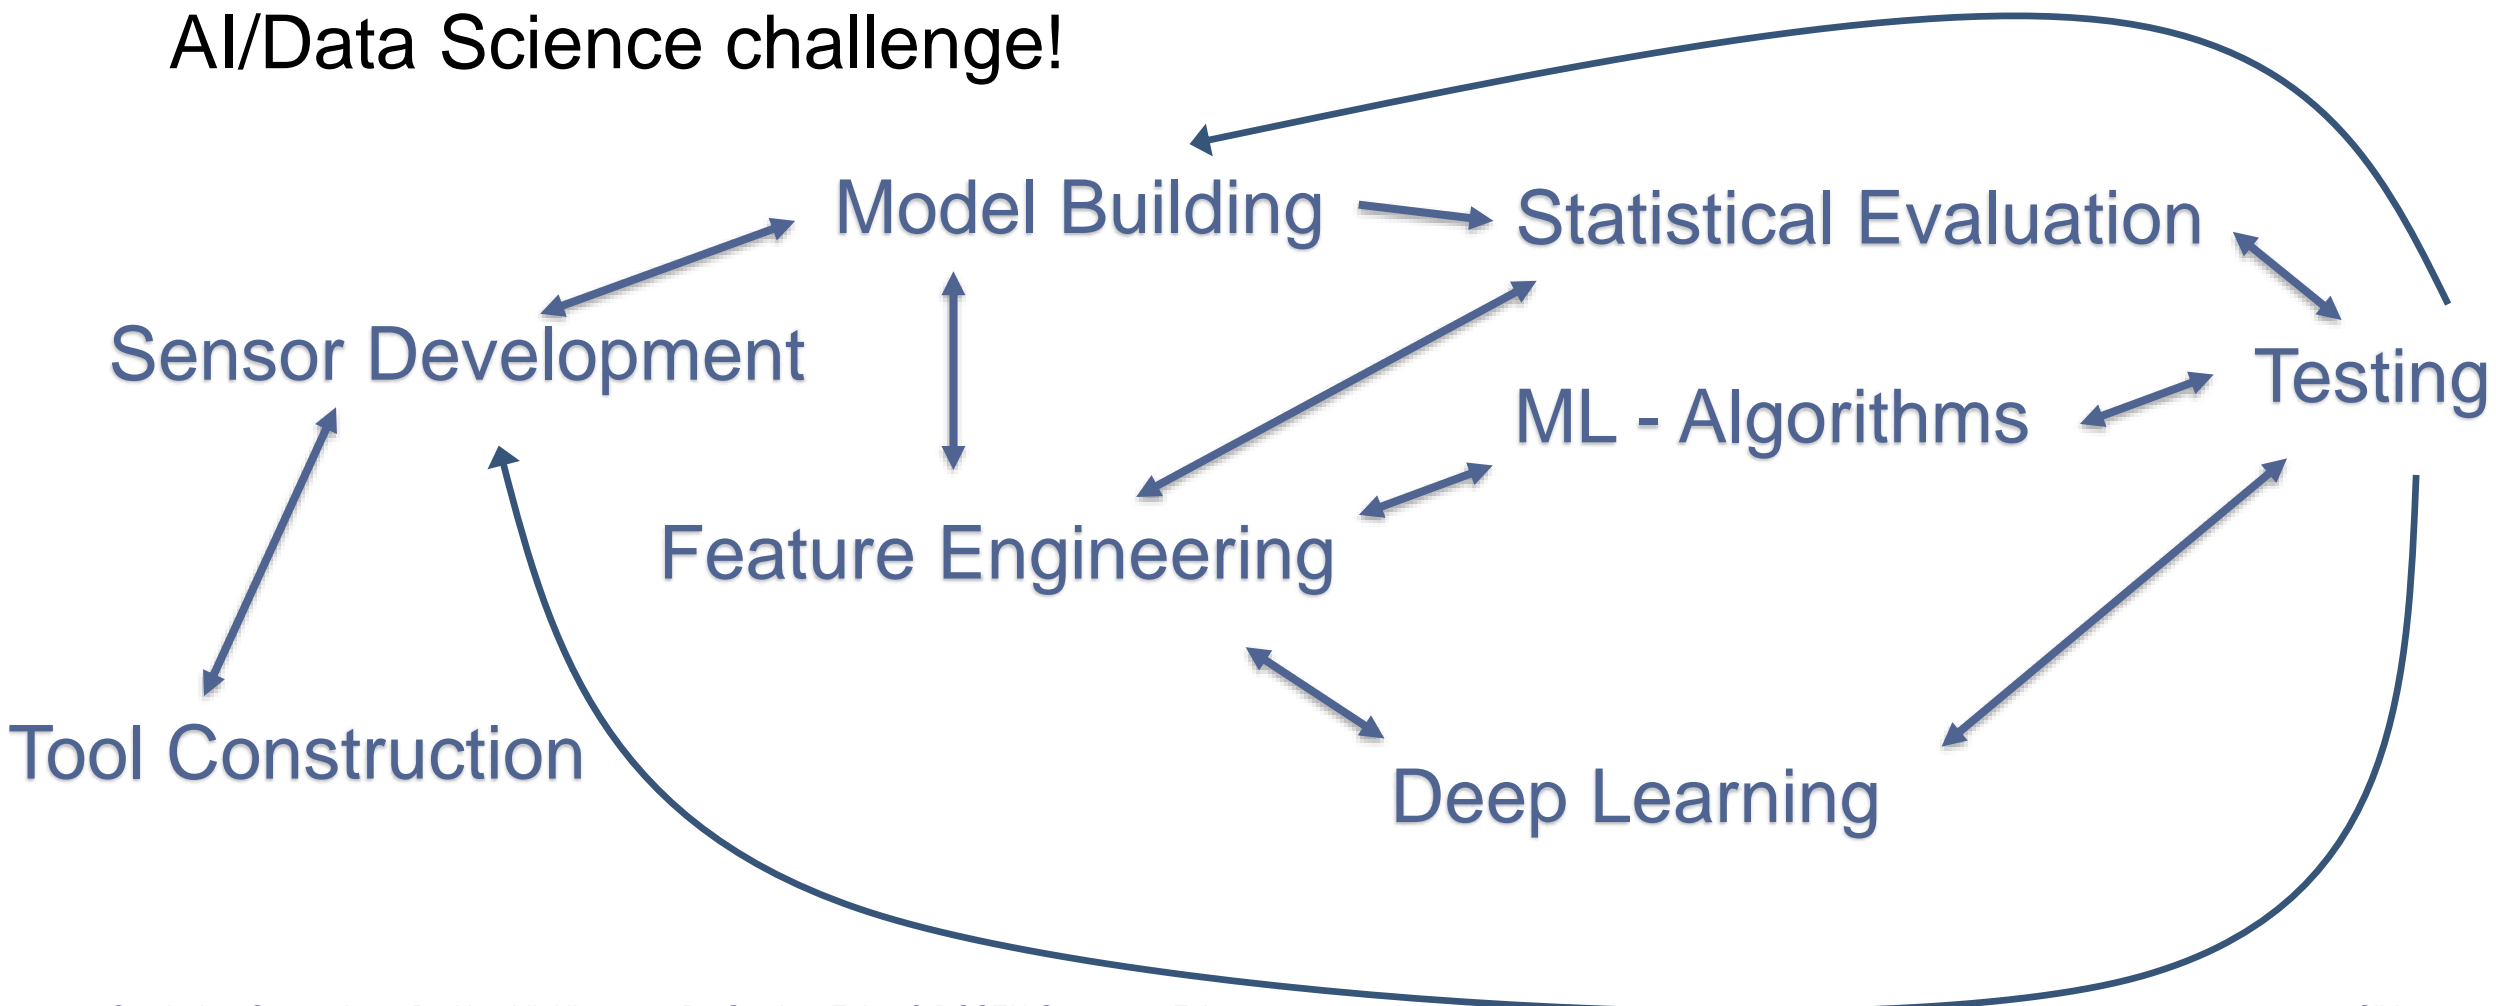 AI/Data Science challenge!
Model Building
Statistical Evaluation
Sensor Development
Testing
ML - Algorithms
Feature Engineering
Tool Construction
Deep Learning